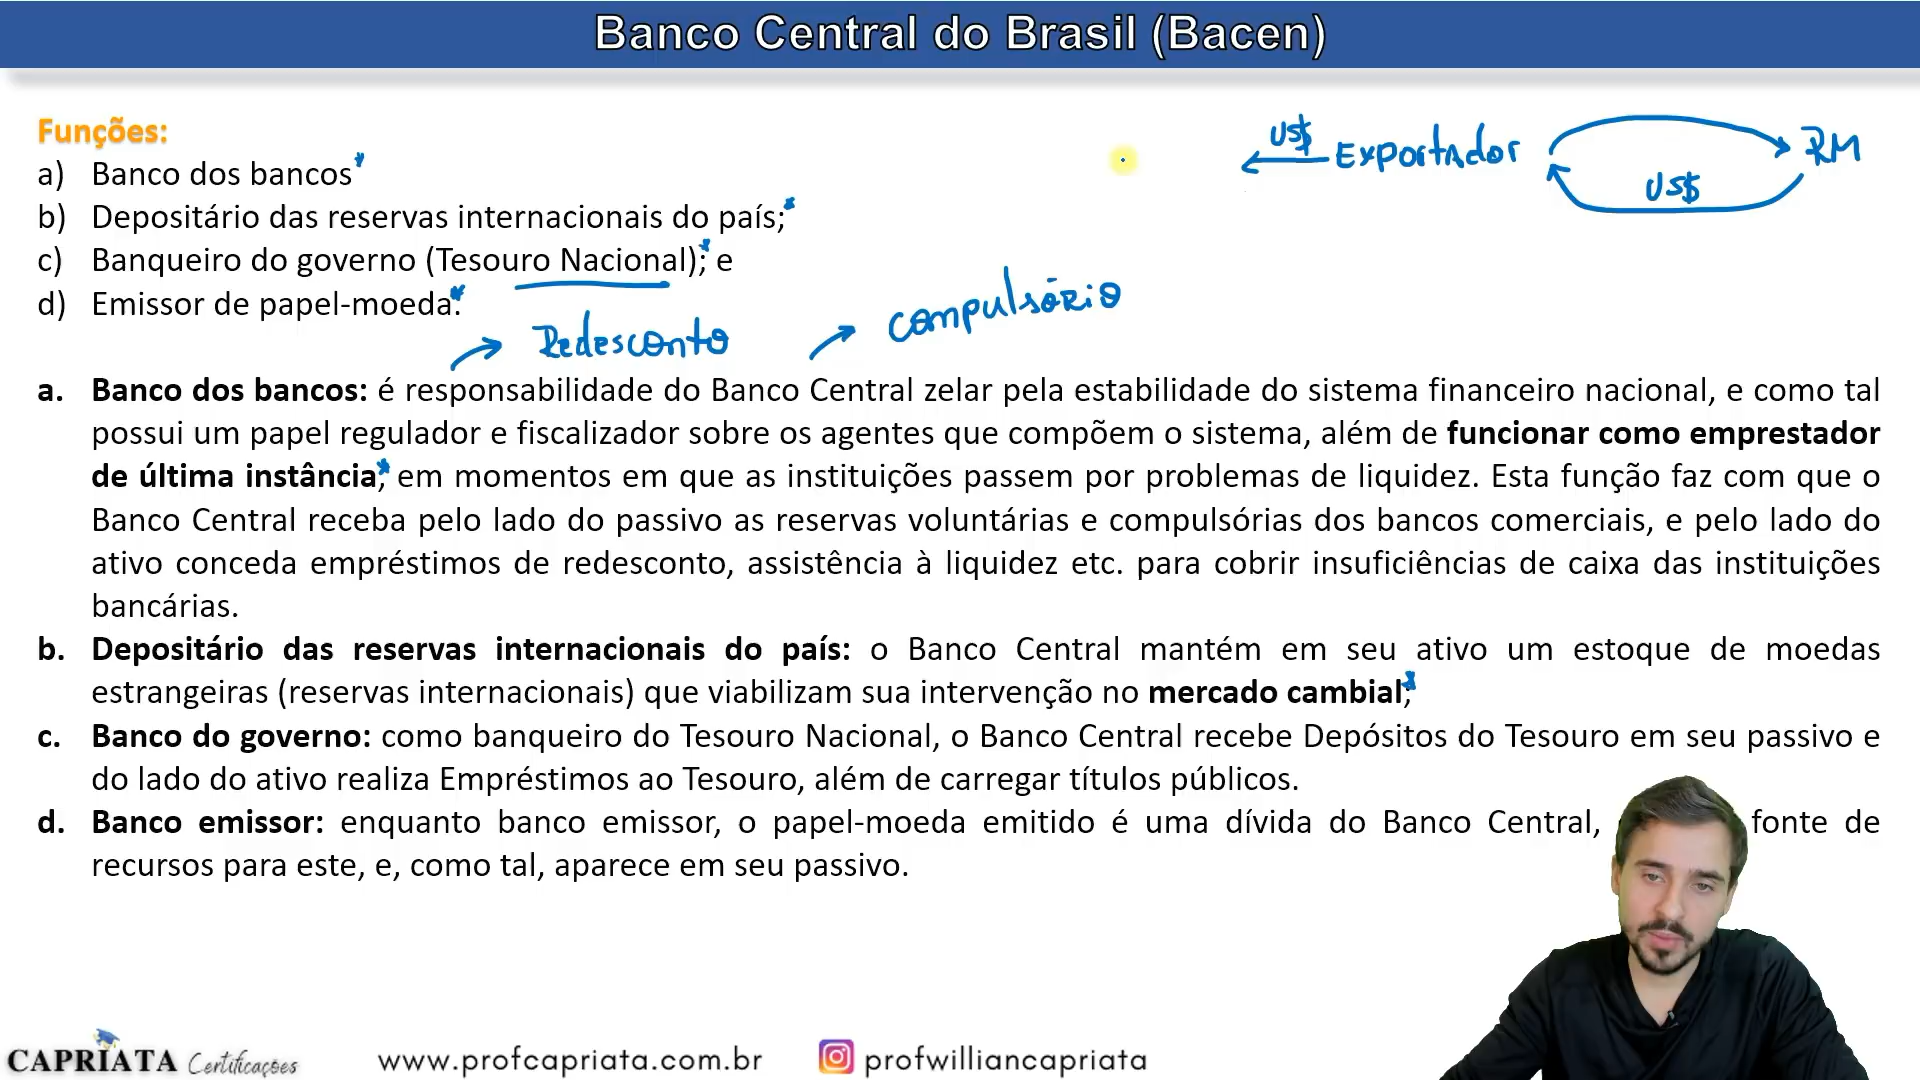 Banco Central do Brasil (Bacen)
Funções:
a) Banco dos bancos
b) Depositário das reservas internacionais do país;
c) Banqueiro do governo (Tesouro Nacional); e
d) Emissor de papel-moeda.
US$ Exportador RM
US$
Redesconto compulsório
a. Banco dos bancos: é responsabilidade do Banco Central zelar pela estabilidade do sistema financeiro nacional, e como tal
possui um papel regulador e fiscalizador sobre os agentes que compõem o sistema, além de funcionar como emprestador
de última instância, em momentos em que as instituições passem por problemas de liquidez. Esta função faz com que o
Banco Central receba pelo lado do passivo as reservas voluntárias e compulsórias dos bancos comerciais, e pelo lado do
ativo conceda empréstimos de redesconto, assistência à liquidez etc. para cobrir insuficiências de caixa das instituições
bancárias.
b. Depositário das reservas internacionais do país: o Banco Central mantém em seu ativo um estoque de moedas
estrangeiras (reservas internacionais) que viabilizam sua intervenção no mercado cambial;
c. Banco do governo: como banqueiro do Tesouro Nacional, o Banco Central recebe Depósitos do Tesouro em seu passivo e
do lado do ativo realiza Empréstimos ao Tesouro, além de carregar títulos públicos.
d. Banco emissor: enquanto banco emissor, o papel-moeda emitido é uma dívida do Banco Central, fonte de
recursos para este, e, como tal, aparece em seu passivo.
CAPRIATA Certificações www.profcapriata.com.br profwilliancapriata